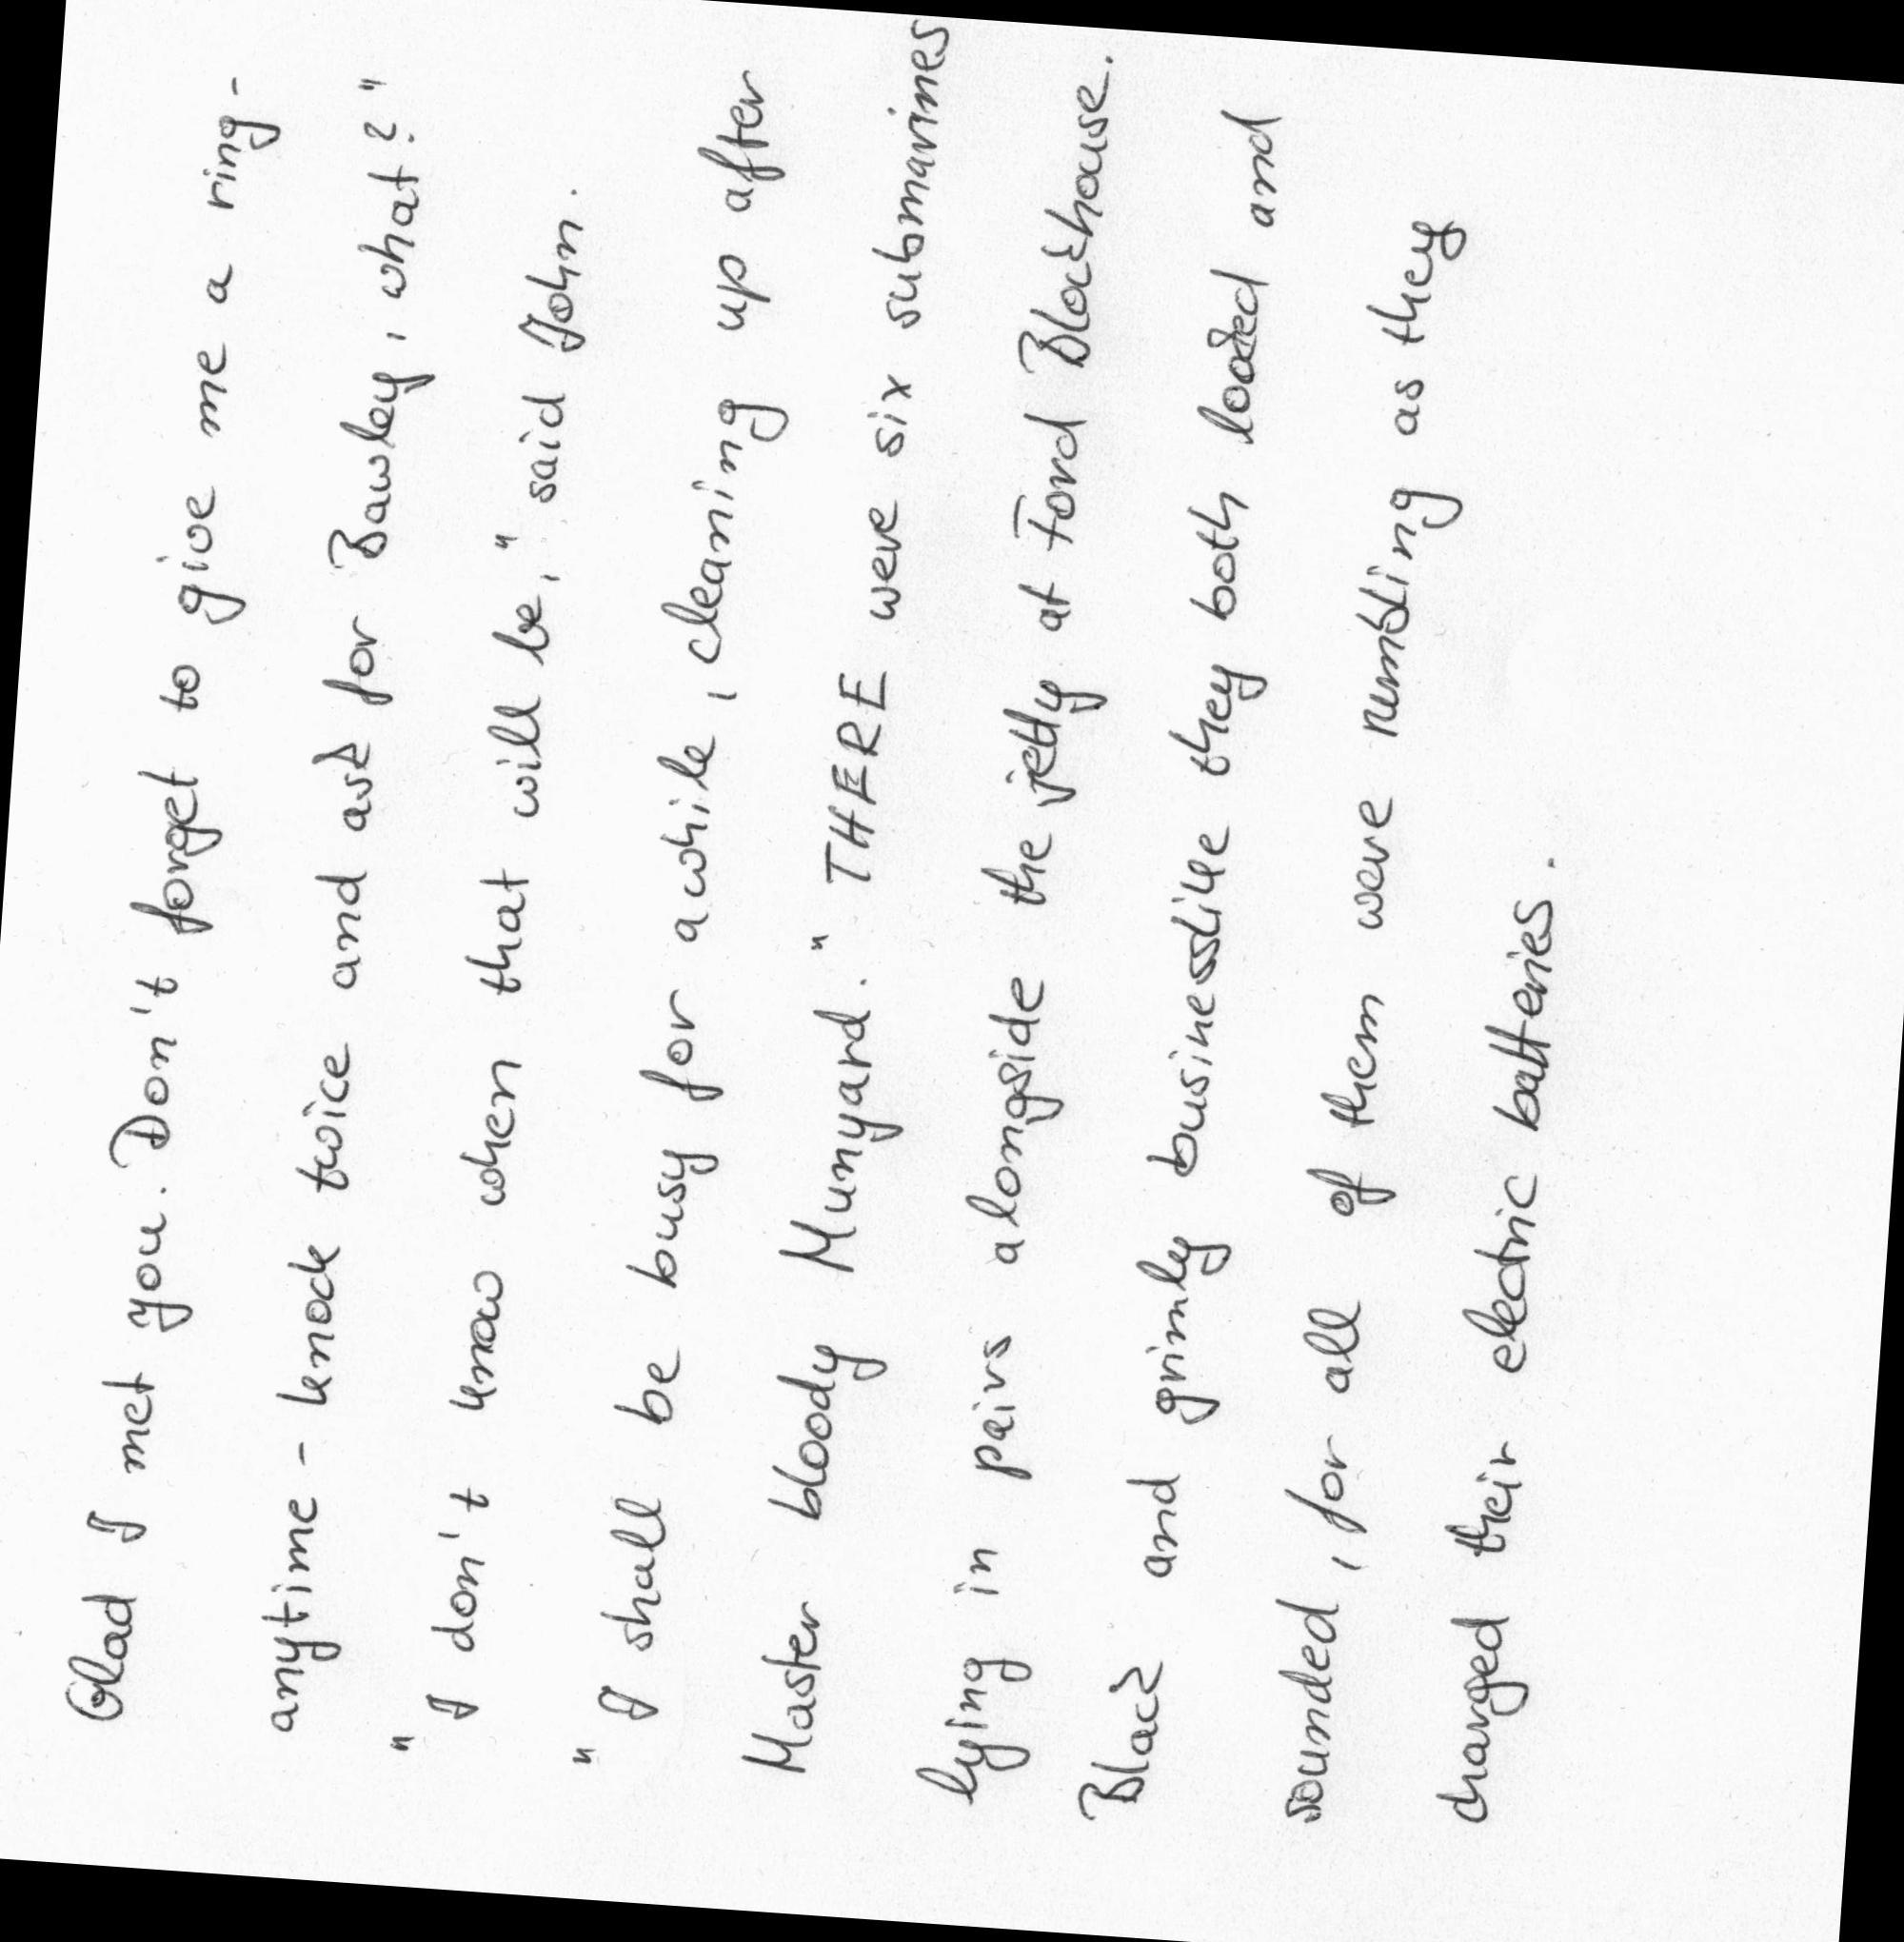 Glad I met you. Don't forget to give me a ring -
anytime - knock twice and ask for Bawley, what?"
"I don't know when that will be," said John.
"I shall be busy for awhile, cleaning up after
Master bloody Munyard." THERE were six submarines
lying in pairs alongside the jetty at Ford Blockhouse.
Black and grimly businesslike they both looked and
sounded, for all of them were rumbling as they
charged their electric batteries.